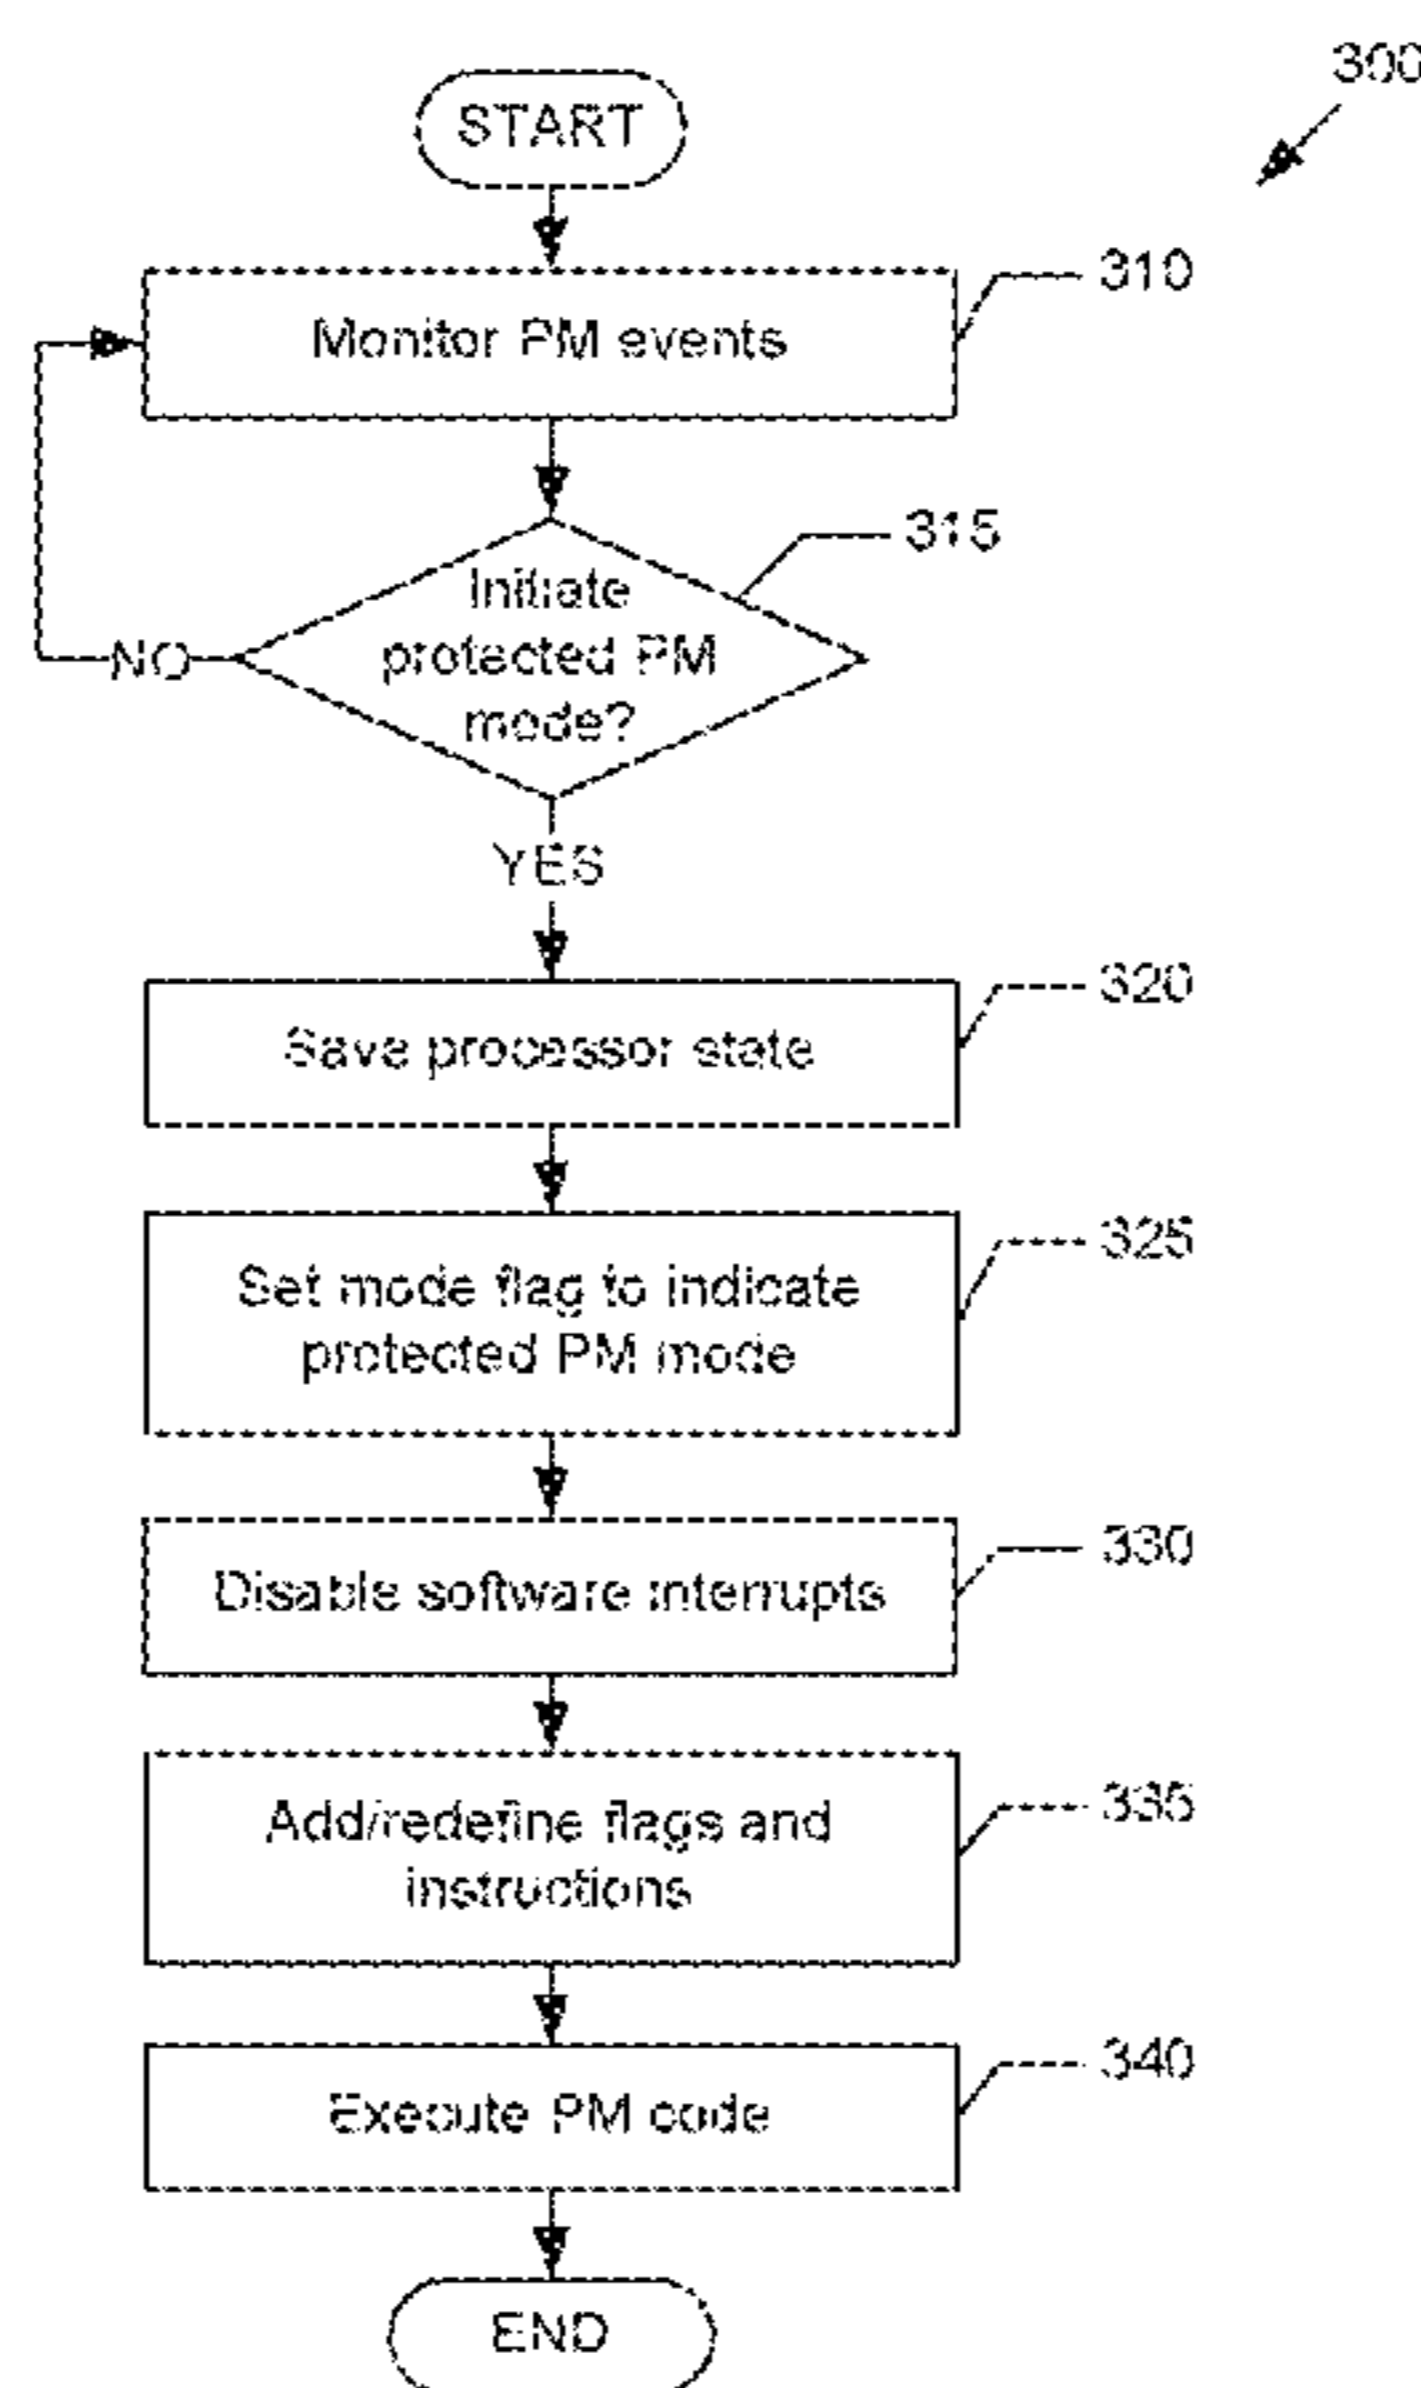 300
START
310
Monitor PM events
315
Initiate
protected PM
mode?
NO
YES
320
Save processor state
325
Set mode flag to indicate
protected PM mode
330
Disable software interrupts
335
Add/redefine flags and
instructions
340
Execute PM code
END